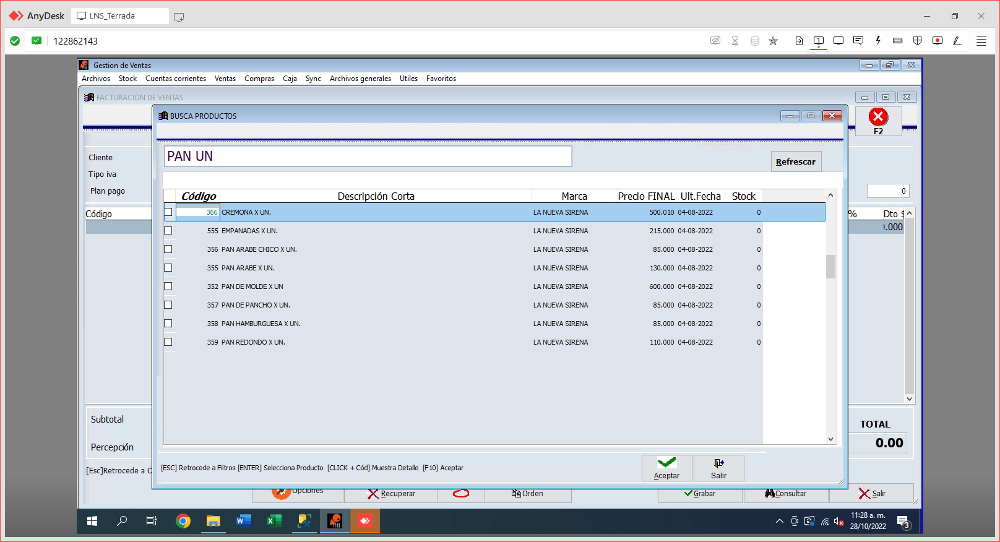 AnyDesk
LNS_Terrada
122862143
1
Gestion de Ventas
Archivos Stock Cuentas corrientes Ventas Compras Caja Sync Archivos generales Utiles Favoritos
FACTURACIÓN DE VENTAS
BUSCA PRODUCTOS
F2
PAN UN
Refrescar
Cliente
Tipo iva
Plan pago
0
Código Descripción Corta Marca Precio FINAL Ult.Fecha Stock
366 CREMONA X UN. LA NUEVA SIRENA 500.010 04-08-2022 0
555 EMPANADAS X UN. LA NUEVA SIRENA 215.000 04-08-2022 0
356 PAN ARABE CHICO X UN. LA NUEVA SIRENA 85.000 04-08-2022 0
355 PAN ARABE X UN. LA NUEVA SIRENA 130.000 04-08-2022 0
352 PAN DE MOLDE X UN LA NUEVA SIRENA 600.000 04-08-2022 0
357 PAN DE PANCHO X UN. LA NUEVA SIRENA 85.000 04-08-2022 0
358 PAN HAMBURGUESA X UN. LA NUEVA SIRENA 85.000 04-08-2022 0
359 PAN REDONDO X UN. LA NUEVA SIRENA 110.000 04-08-2022 0
Código
% Dto $
.000
Subtotal
Percepción
TOTAL
0.00
[Esc]Retrocede a C
[ESC] Retrocede a Filtros [ENTER] Selecciona Producto [CLICK + Cód] Muestra Detalle [F10] Aceptar
Aceptar
Salir
Opciones
Recuperar
Orden
Grabar
Consultar
Salir
11:28 a. m.
28/10/2022
3